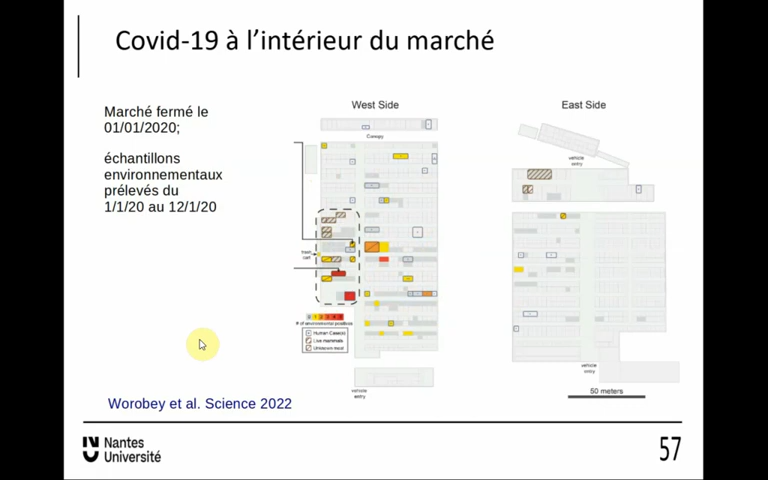 Covid-19 à l'intérieur du marché
Marché fermé le
01/01/2020;
échantillons
environnementaux
prélevés du
1/1/20 au 12/1/20
West Side
East Side
Canopy
vehicle
entry
# of environmental positives
Human Case(s)
Live mammals
Unknown meat
vehicle
entry
vehicle
entry
50 meters
Worobey et al. Science 2022
Nantes
Université
57